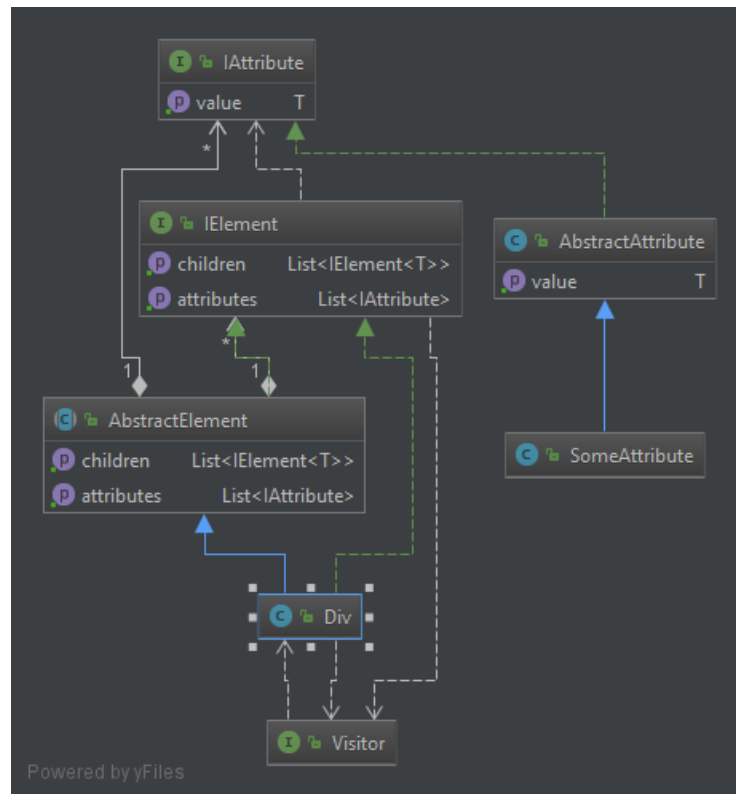 IAttribute
value T
*
IElement
children List<IElement<T>>
attributes List<IAttribute>
AbstractAttribute
value T
*
1
1
AbstractElement
children List<IElement<T>>
attributes List<IAttribute>
SomeAttribute
Div
Visitor
Powered by yFiles